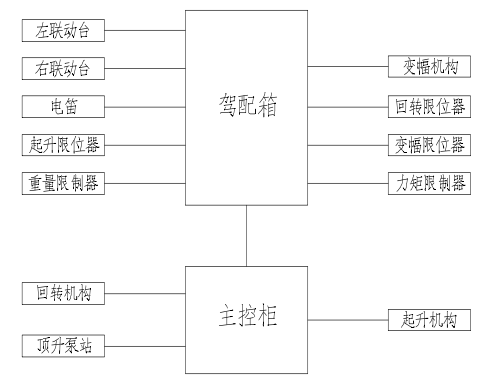 左联动台
右联动台
电笛
起升限位器
重量限制器
驾配箱
变幅机构
回转限位器
变幅限位器
力矩限制器
回转机构
顶升泵站
主控柜
起升机构